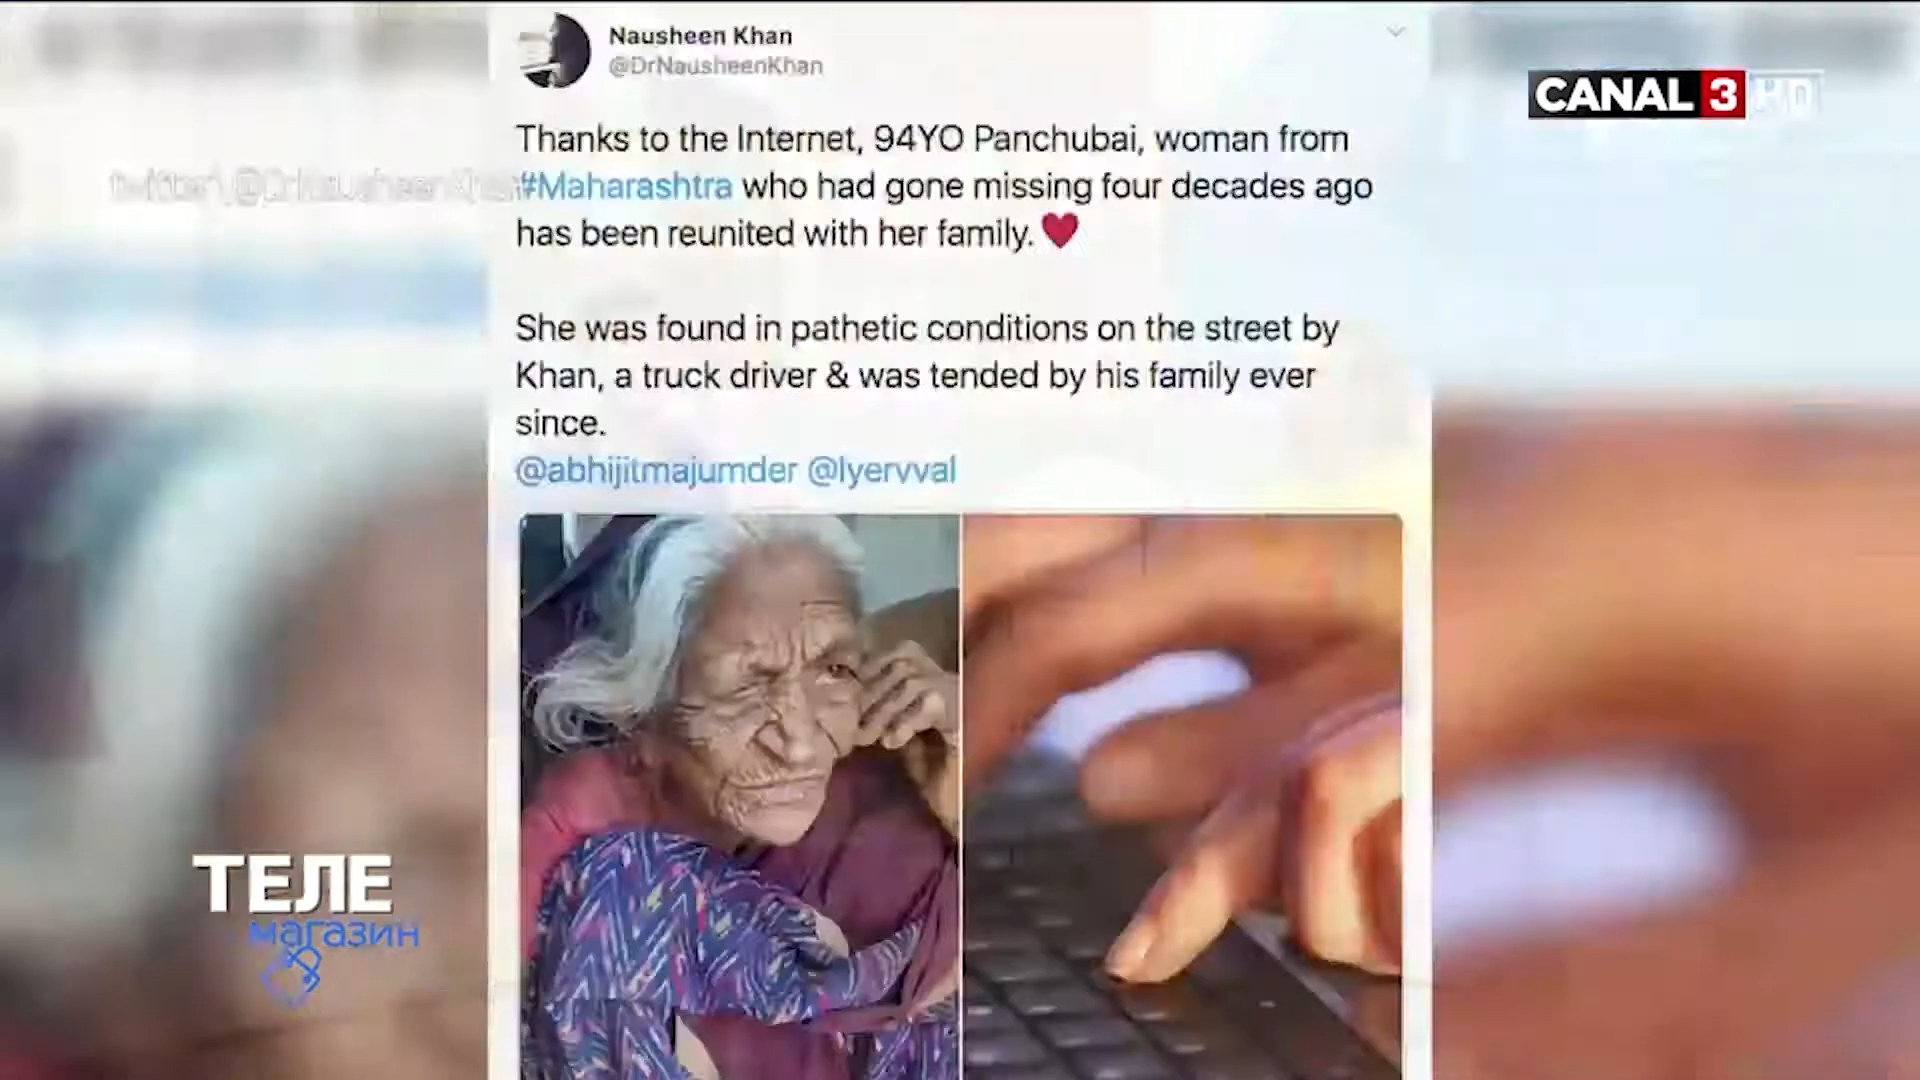 Nausheen Khan
@DrNausheenKhan
CANAL 3 HD
Thanks to the Internet, 94YO Panchubai, woman from
#Maharashtra who had gone missing four decades ago
has been reunited with her family.
She was found in pathetic conditions on the street by
Khan, a truck driver & was tended by his family ever
since.
@abhijitmajumder @lyervval
ТЕЛЕ
магазин